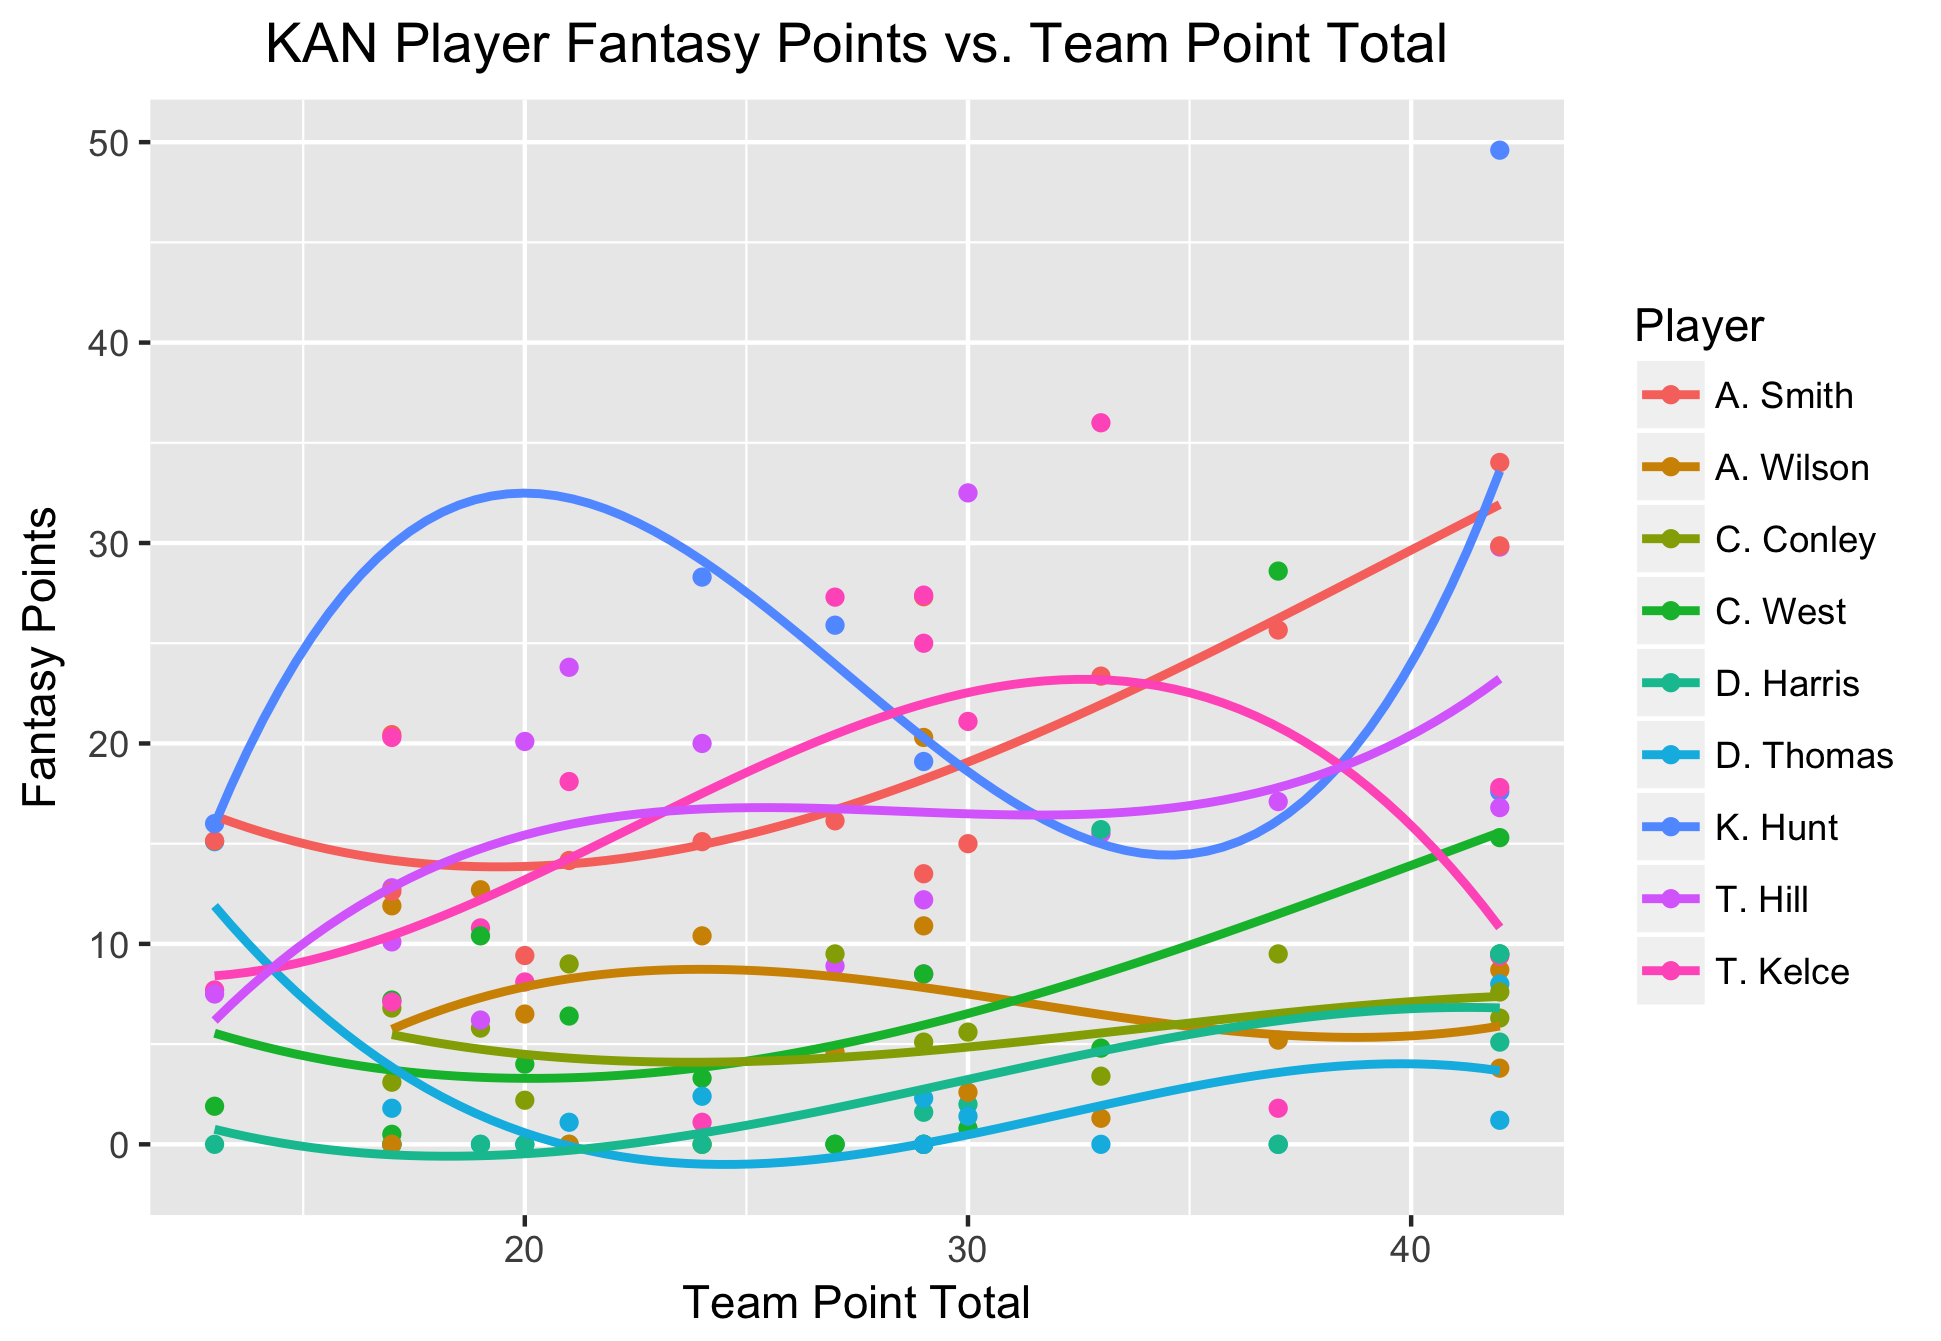 KAN Player Fantasy Points vs. Team Point Total
50
40
30
20
10
0
Fantasy Points
20
30
40
Team Point Total
Player
A. Smith
A. Wilson
C. Conley
C. West
D. Harris
D. Thomas
K. Hunt
T. Hill
T. Kelce